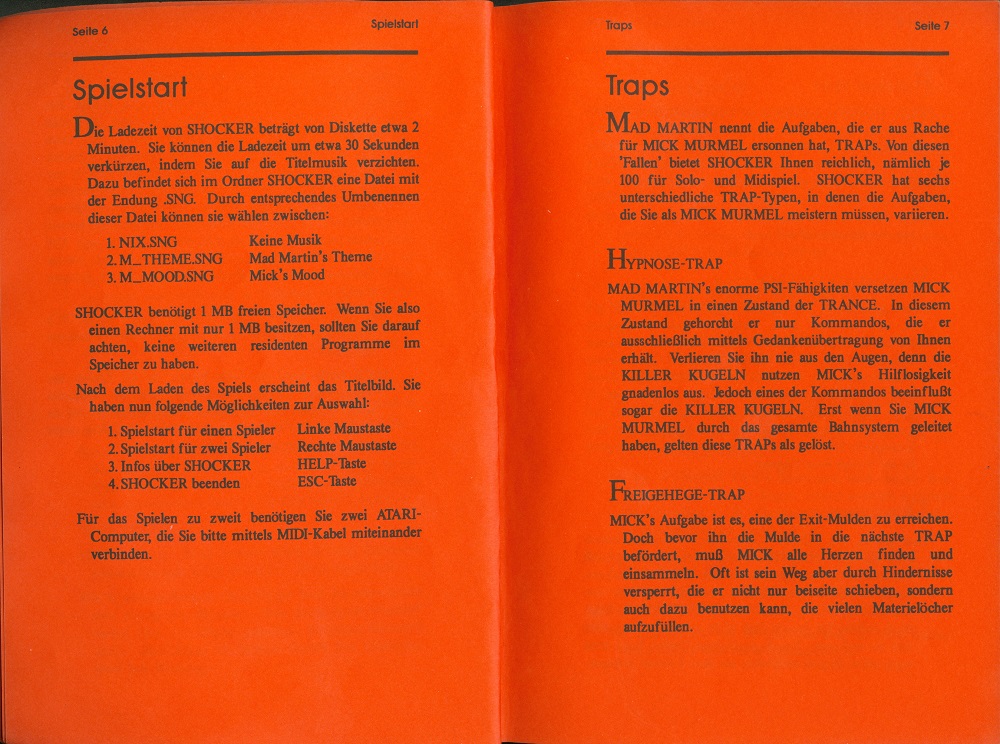 Seite 6
Spielstart
Spielstart
Die Ladezeit von SHOCKER beträgt von Diskette etwa 2
Minuten. Sie können die Ladezeit um etwa 30 Sekunden
verkürzen, indem Sie auf die Titelmusik verzichten.
Dazu befindet sich im Ordner SHOCKER eine Datei mit
der Endung .SNG. Durch entsprechendes Umbenennen
dieser Datei können sie wählen zwischen:
1. NIX.SNG Keine Musik
2. M_THEME.SNG Mad Martin's Theme
3. M_MOOD.SNG Mick's Mood
SHOCKER benötigt 1 MB freien Speicher. Wenn Sie also
einen Rechner mit nur 1 MB besitzen, sollten Sie darauf
achten, keine weiteren residenten Programme im
Speicher zu haben.
Nach dem Laden des Spiels erscheint das Titelbild. Sie
haben nun folgende Möglichkeiten zur Auswahl:
1. Spielstart für einen Spieler Linke Maustaste
2. Spielstart für zwei Spieler Rechte Maustaste
3. Infos über SHOCKER HELP-Taste
4. SHOCKER beenden ESC-Taste
Für das Spielen zu zweit benötigen Sie zwei ATARI-
Computer, die Sie bitte mittels MIDI-Kabel miteinander
verbinden.
Traps
Seite 7
Traps
MAD MARTIN nennt die Aufgaben, die er aus Rache
für MICK MURMEL ersonnen hat, TRAPs. Von diesen
'Fallen' bietet SHOCKER Ihnen reichlich, nämlich je
100 für Solo- und Midispiel. SHOCKER hat sechs
unterschiedliche TRAP-Typen, in denen die Aufgaben,
die Sie als MICK MURMEL meistern müssen, variieren.
HYPNOSE-TRAP
MAD MARTIN's enorme PSI-Fähigkiten versetzen MICK
MURMEL in einen Zustand der TRANCE. In diesem
Zustand gehorcht er nur Kommandos, die er
ausschließlich mittels Gedankenübertragung von Ihnen
erhält. Verlieren Sie ihn nie aus den Augen, denn die
KILLER KUGELN nutzen MICK's Hilflosigkeit
gnadenlos aus. Jedoch eines der Kommandos beeinflußt
sogar die KILLER KUGELN. Erst wenn Sie MICK
MURMEL durch das gesamte Bahnsystem geleitet
haben, gelten diese TRAPs als gelöst.
FREIGEHEGE-TRAP
MICK's Aufgabe ist es, eine der Exit-Mulden zu erreichen.
Doch bevor ihn die Mulde in die nächste TRAP
befördert, muß MICK alle Herzen finden und
einsammeln. Oft ist sein Weg aber durch Hindernisse
versperrt, die er nicht nur beiseite schieben, sondern
auch dazu benutzen kann, die vielen Materielöcher
aufzufüllen.